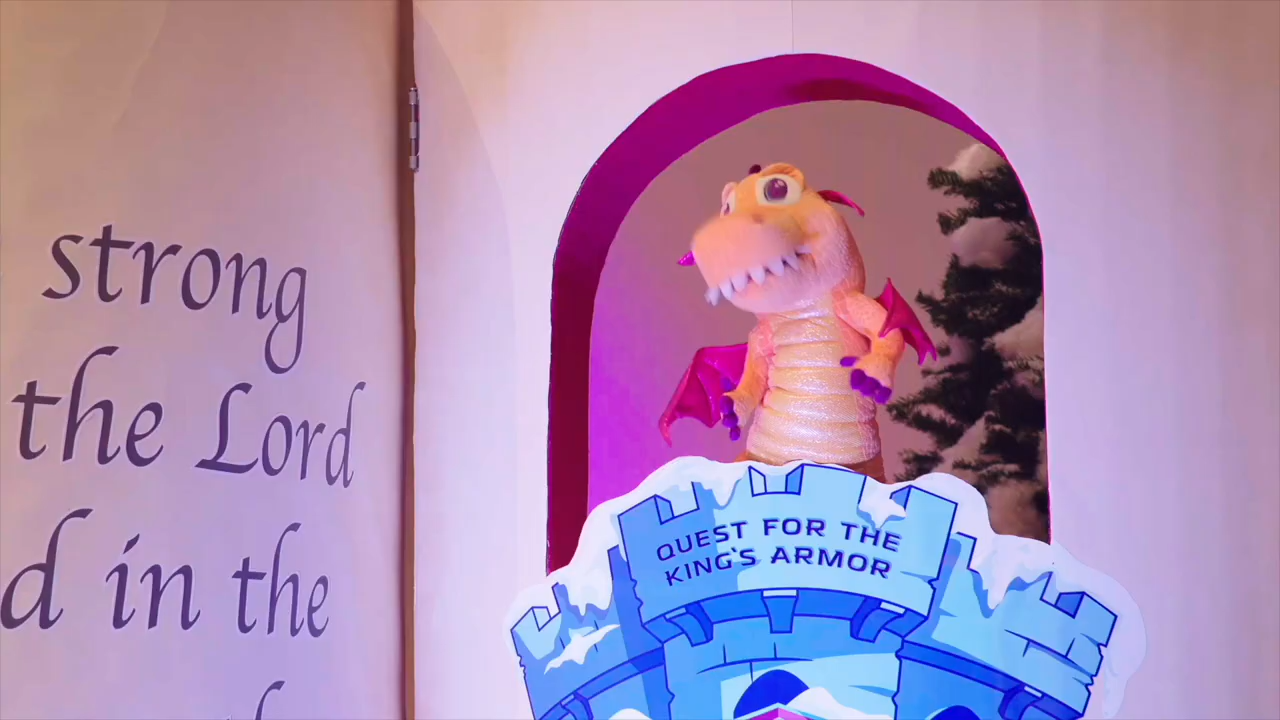 strong
the Lord
d in the
QUEST FOR THE
KING'S ARMOR